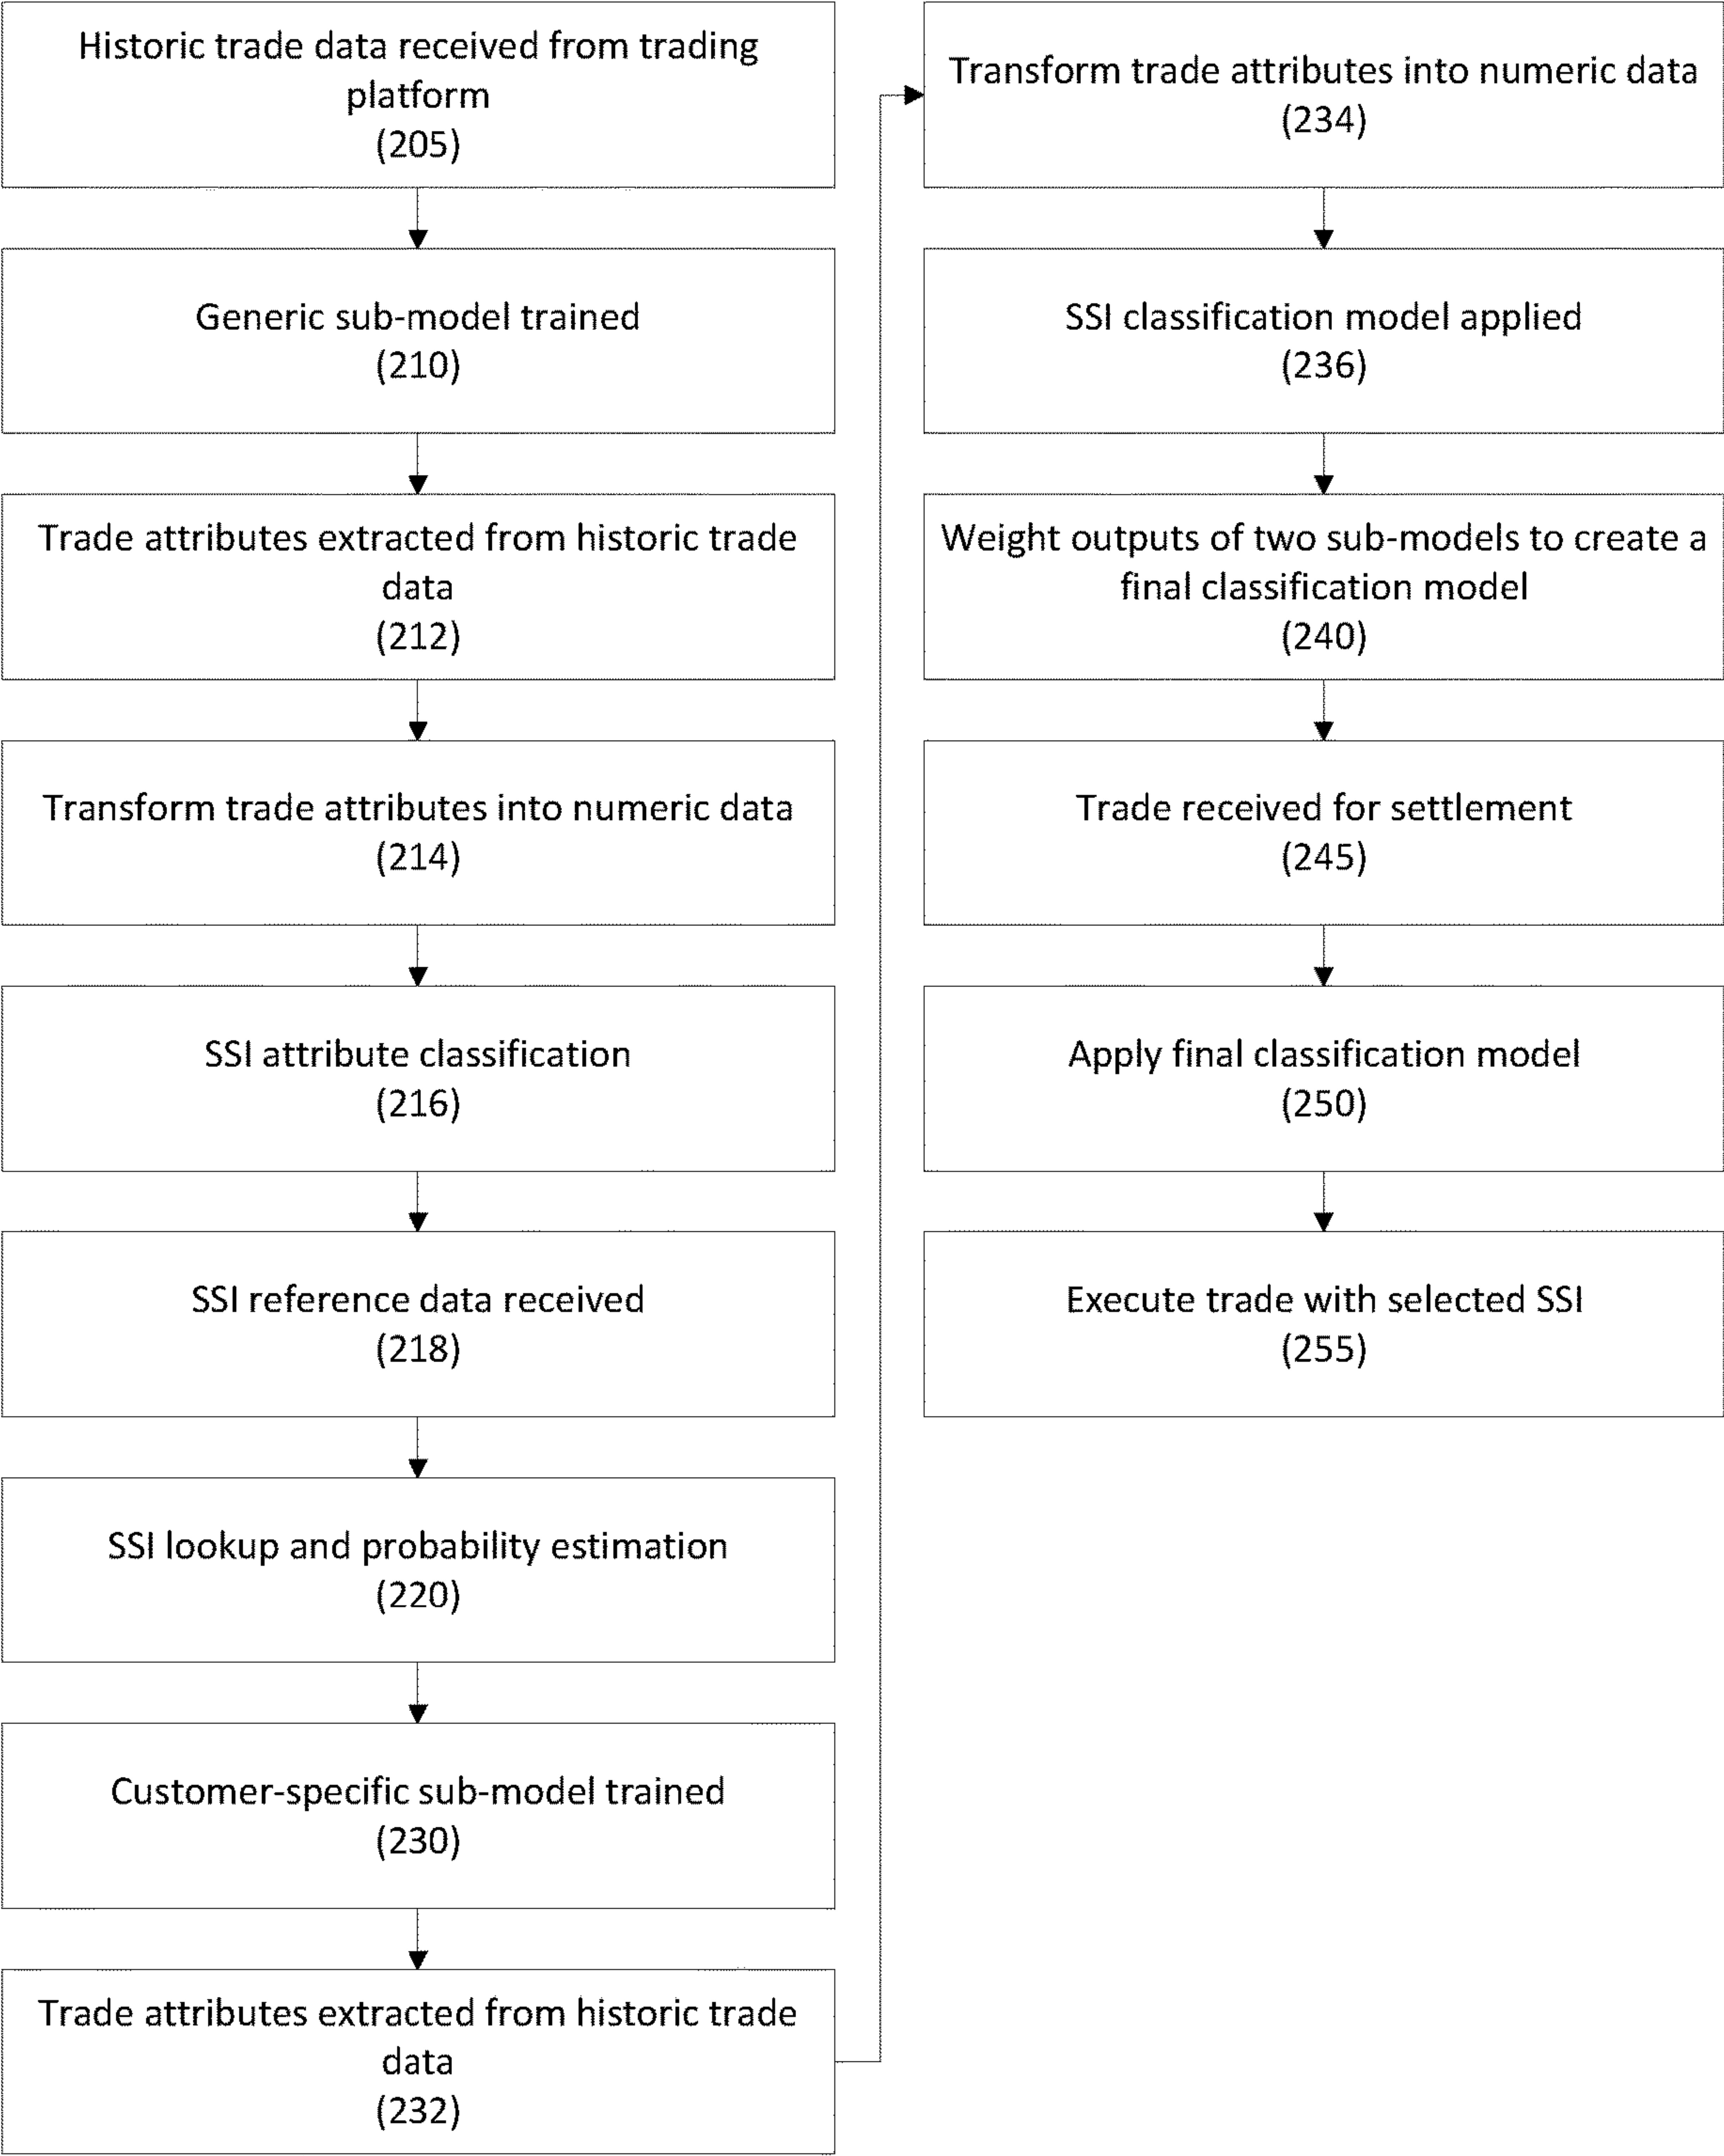 Historic trade data received from trading
platform
(205)
Generic sub-model trained
(210)
Trade attributes extracted from historic trade
data
(212)
Transform trade attributes into numeric data
(214)
SSI attribute classification
(216)
SSI reference data received
(218)
SSI lookup and probability estimation
(220)
Customer-specific sub-model trained
(230)
Trade attributes extracted from historic trade
data
(232)
Transform trade attributes into numeric data
(234)
SSI classification model applied
(236)
Weight outputs of two sub-models to create a
final classification model
(240)
Trade received for settlement
(245)
Apply final classification model
(250)
Execute trade with selected SSI
(255)